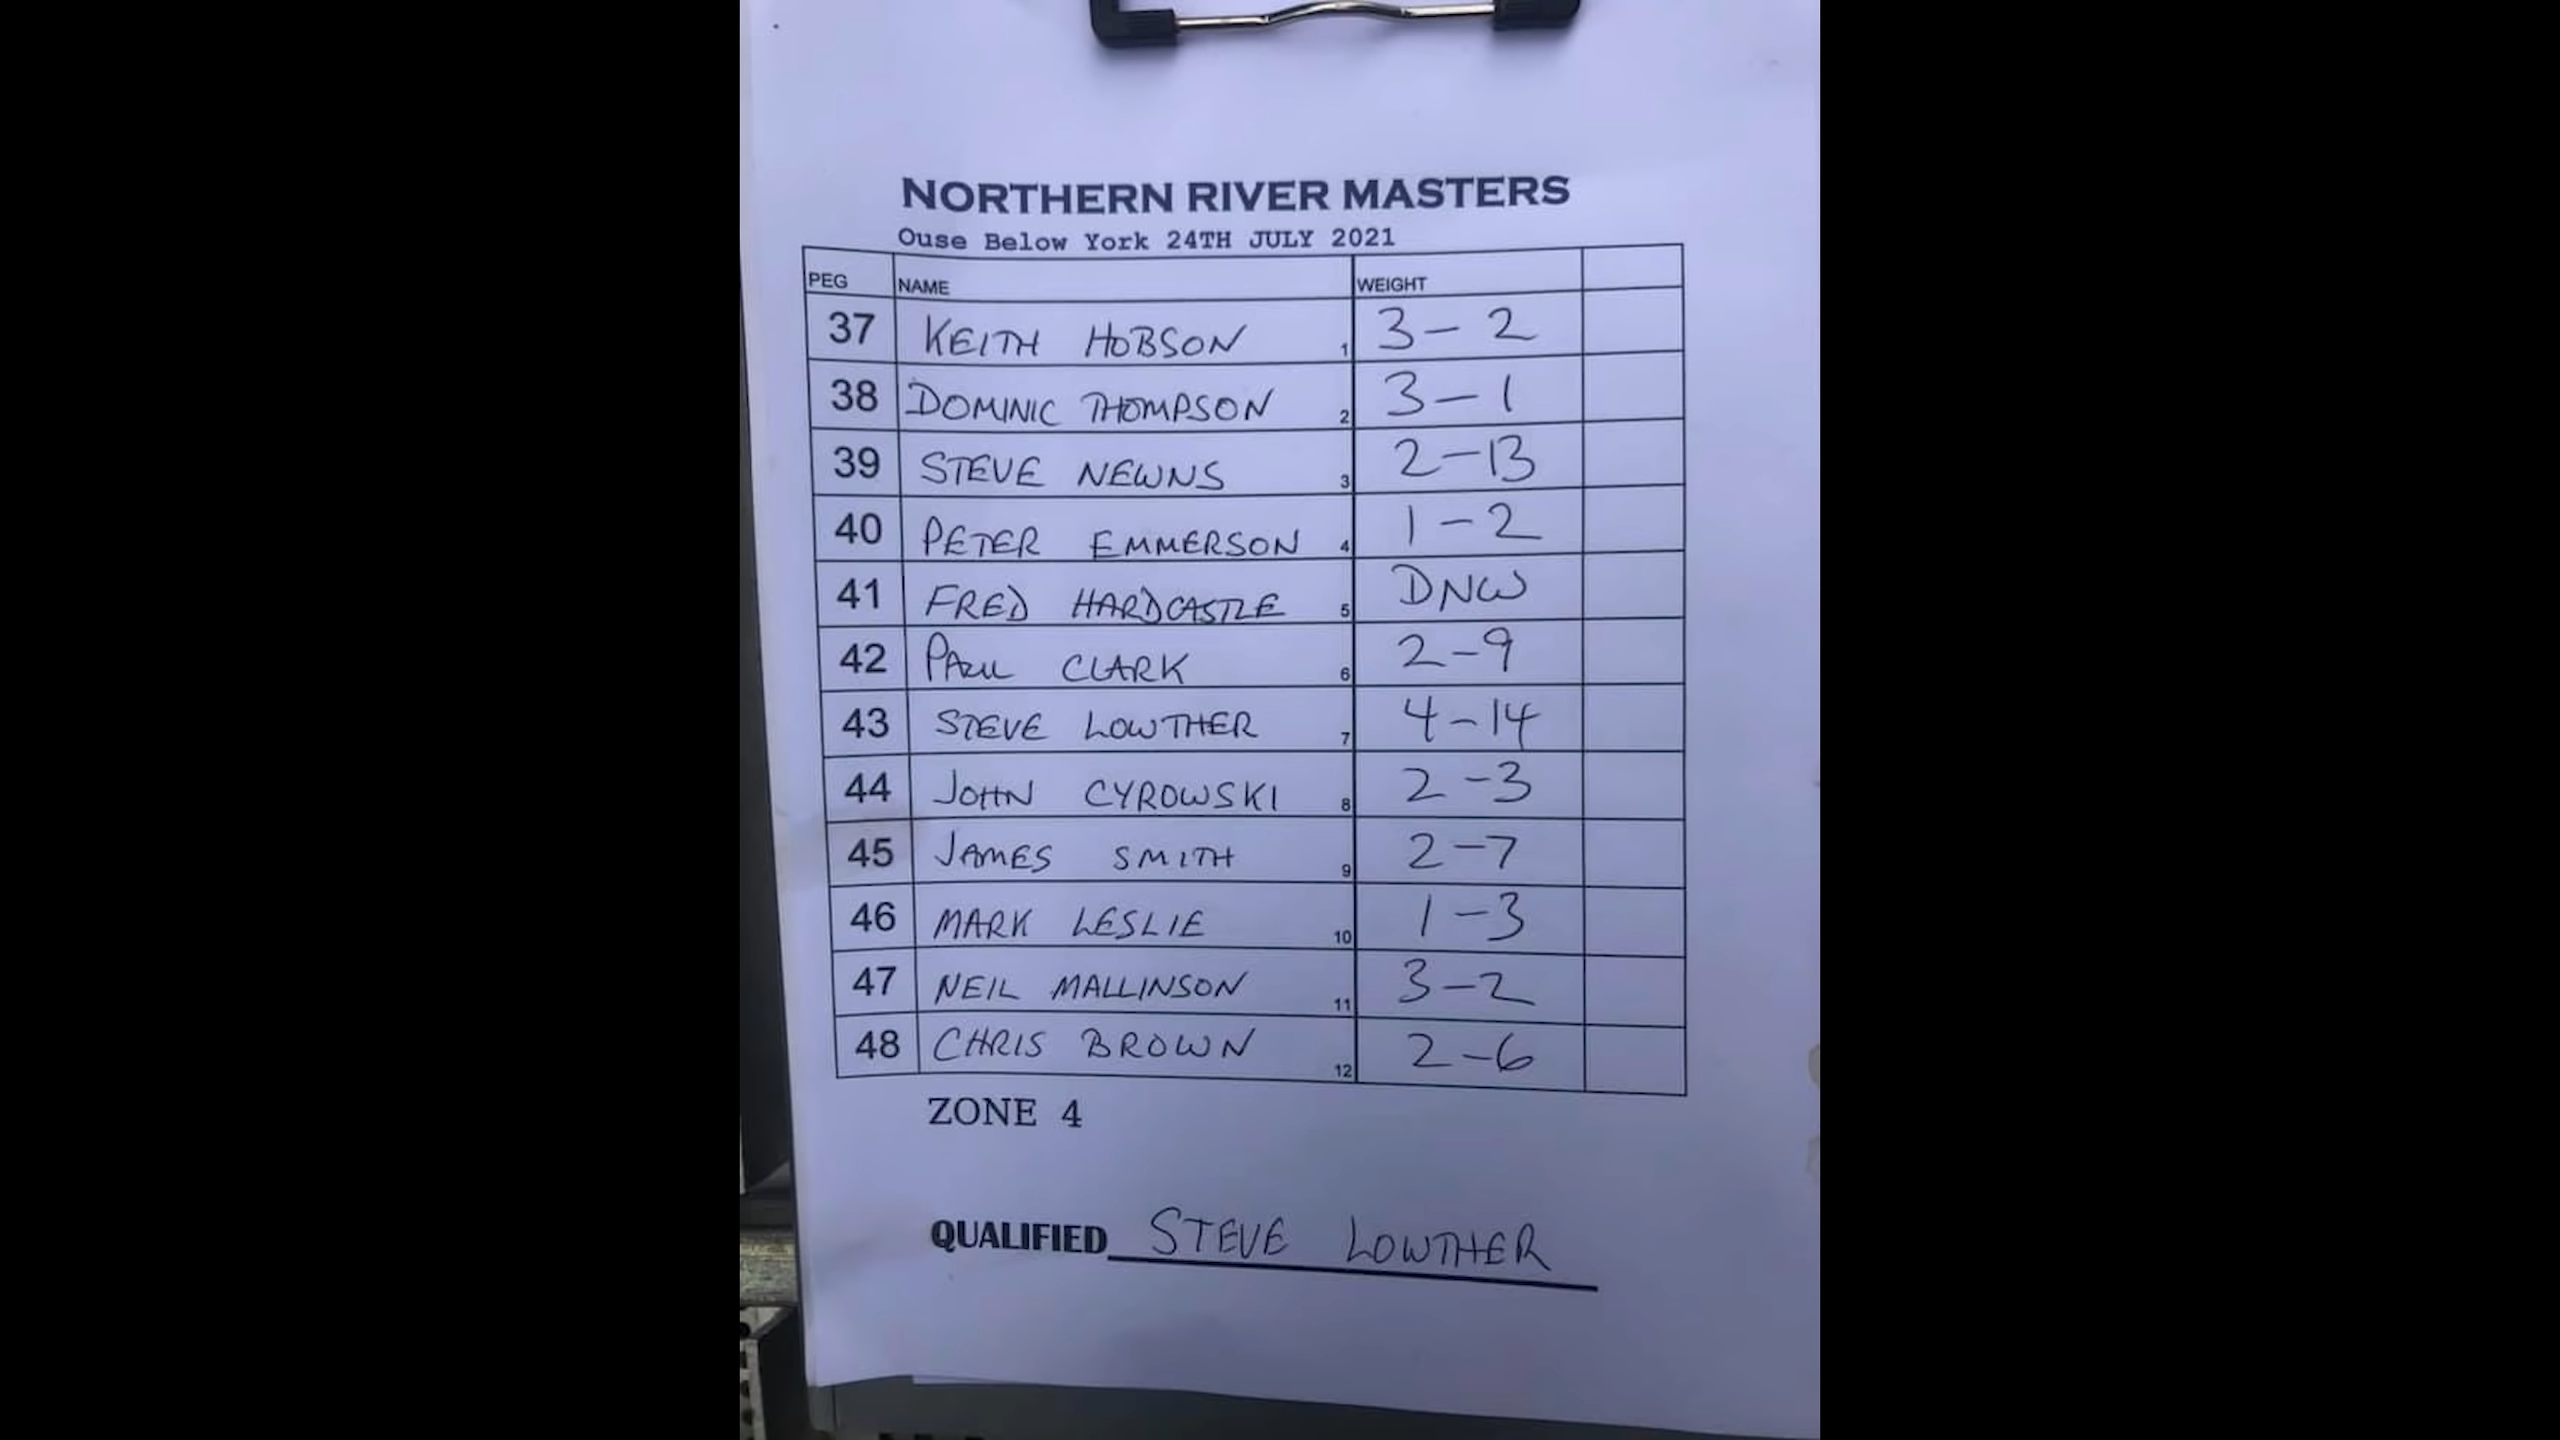 NORTHERN RIVER MASTERS
Ouse Below York 24TH JULY 2021
PEG NAME WEIGHT
37 KEITH HOBSON 1 3-2
38 DOMINIC THOMPSON 2 3-1
39 STEVE NEWNS 3 2-13
40 PETER EMMERSON 4 1-2
41 FRED HARDCASTLE 5 DNW
42 PAUL CLARK 6 2-9
43 STEVE LOWTHER 7 4-14
44 JOHN CYROWSKI 8 2-3
45 JAMES SMITH 9 2-7
46 MARK LESLIE 10 1-3
47 NEIL MALLINSON 11 3-2
48 CHRIS BROWN 12 2-6
ZONE 4
QUALIFIED STEVE LOWTHER